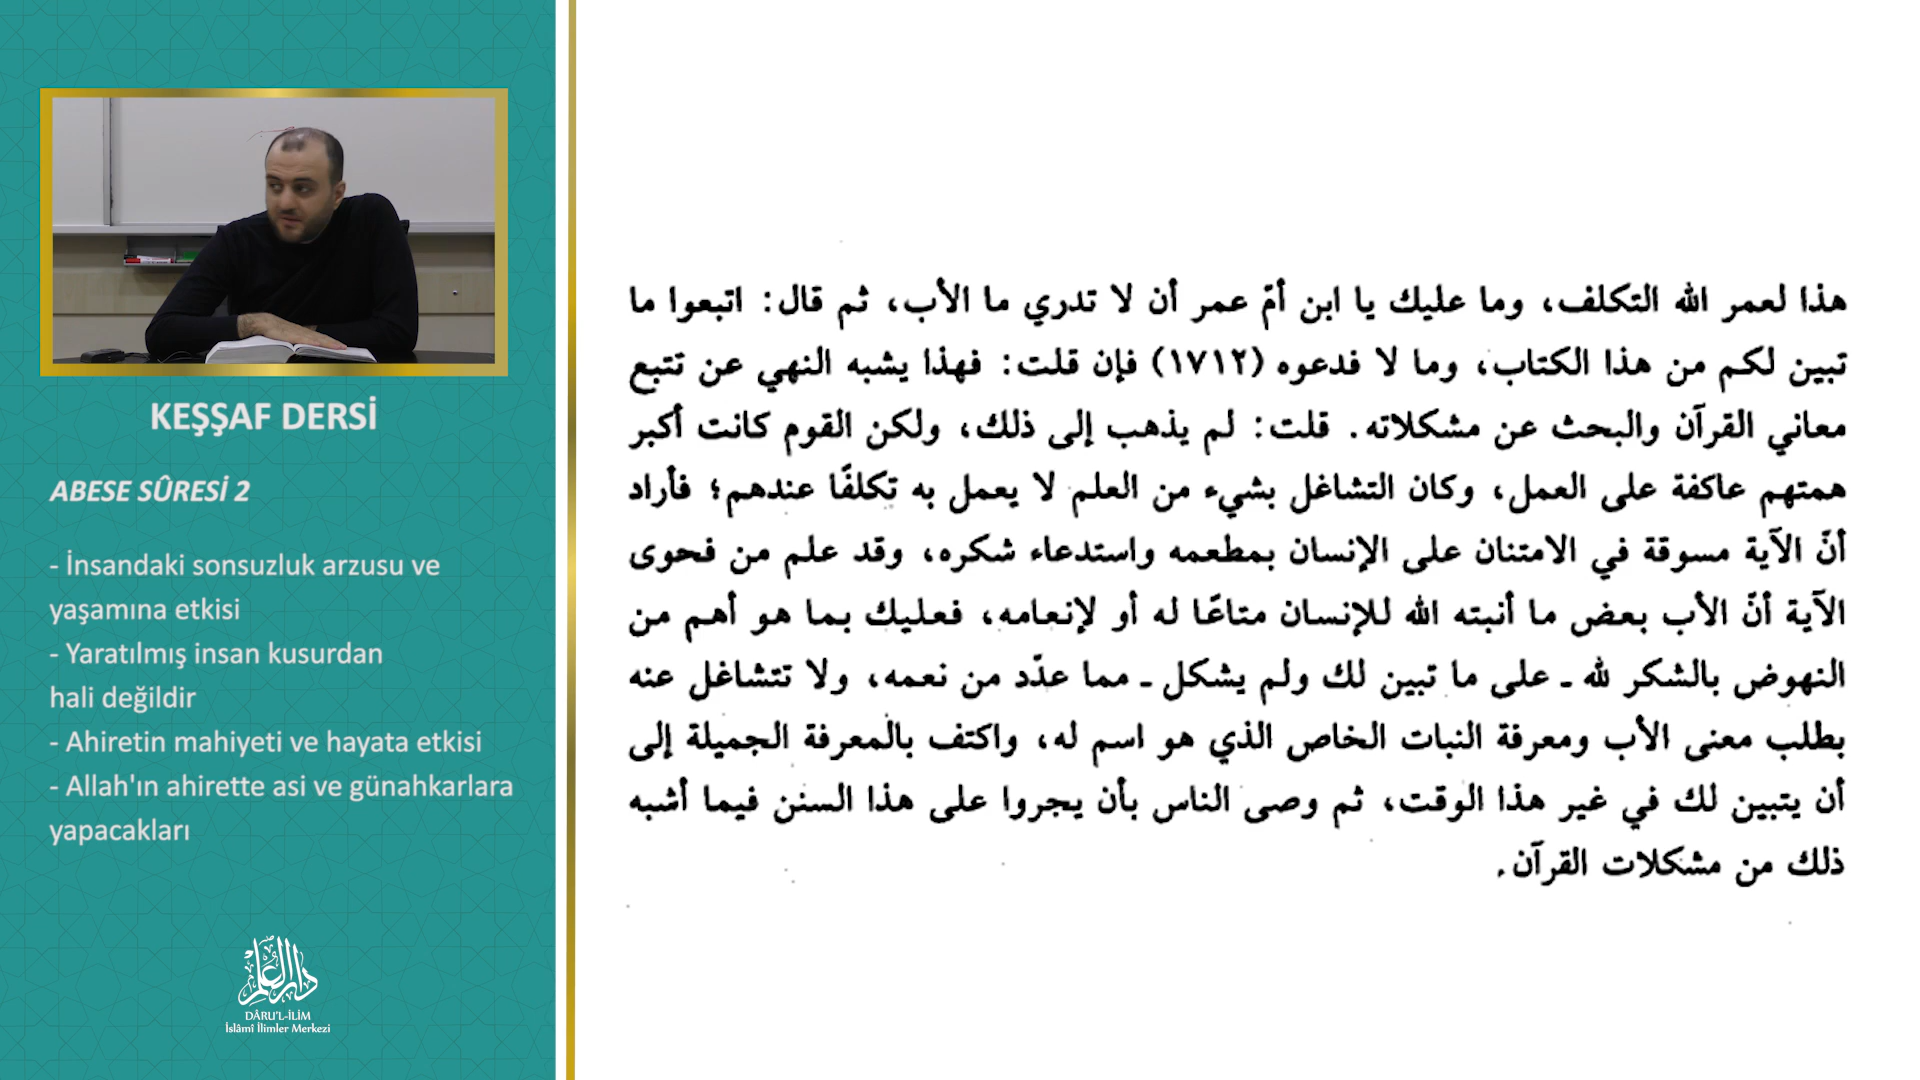 KEŞŞAF DERSİ
ABESE SÛRESİ 2
- İnsandaki sonsuzluk arzusu ve
yaşamına etkisi
- Yaratılmış insan kusurdan
hali değildir
- Ahiretin mahiyeti ve hayata etkisi
- Allah'ın ahirette asi ve günahkarlara
yapacakları
دار العلم
DÂRU'L-İLİM
İslâmî İlimler Merkezi
هذا لعمر الله التكلف، وما عليك يا ابن أمّ عمر أن لا تدري ما الأب، ثم قال: اتبعوا ما
تبين لكم من هذا الكتاب، وما لا فدعوه (١٧١٢) فإن قلت: فهذا يشبه النهي عن تتبع
معاني القرآن والبحث عن مشكلاته. قلت: لم يذهب إلى ذلك، ولكن القوم كانت أكبر
همتهم عاكفة على العمل، وكان التشاغل بشيء من العلم لا يعمل به تكلفًا عندهم؛ فأراد
أنّ الآية مسوقة في الامتنان على الإنسان بمطعمه واستدعاء شكره، وقد علم من فحوى
الآية أنّ الأب بعض ما أنبته الله للإنسان متاعًا له أو لإنعامه، فعليك بما هو أهم من
النهوض بالشكر لله ـ على ما تبين لك ولم يشكل ـ مما عدّد من نعمه، ولا تتشاغل عنه
بطلب معنى الأب ومعرفة النبات الخاص الذي هو اسم له، واكتف بالمعرفة الجميلة إلى
أن يتبين لك في غير هذا الوقت، ثم وصى الناس بأن يجروا على هذا السنن فيما أشبه
ذلك من مشكلات القرآن.